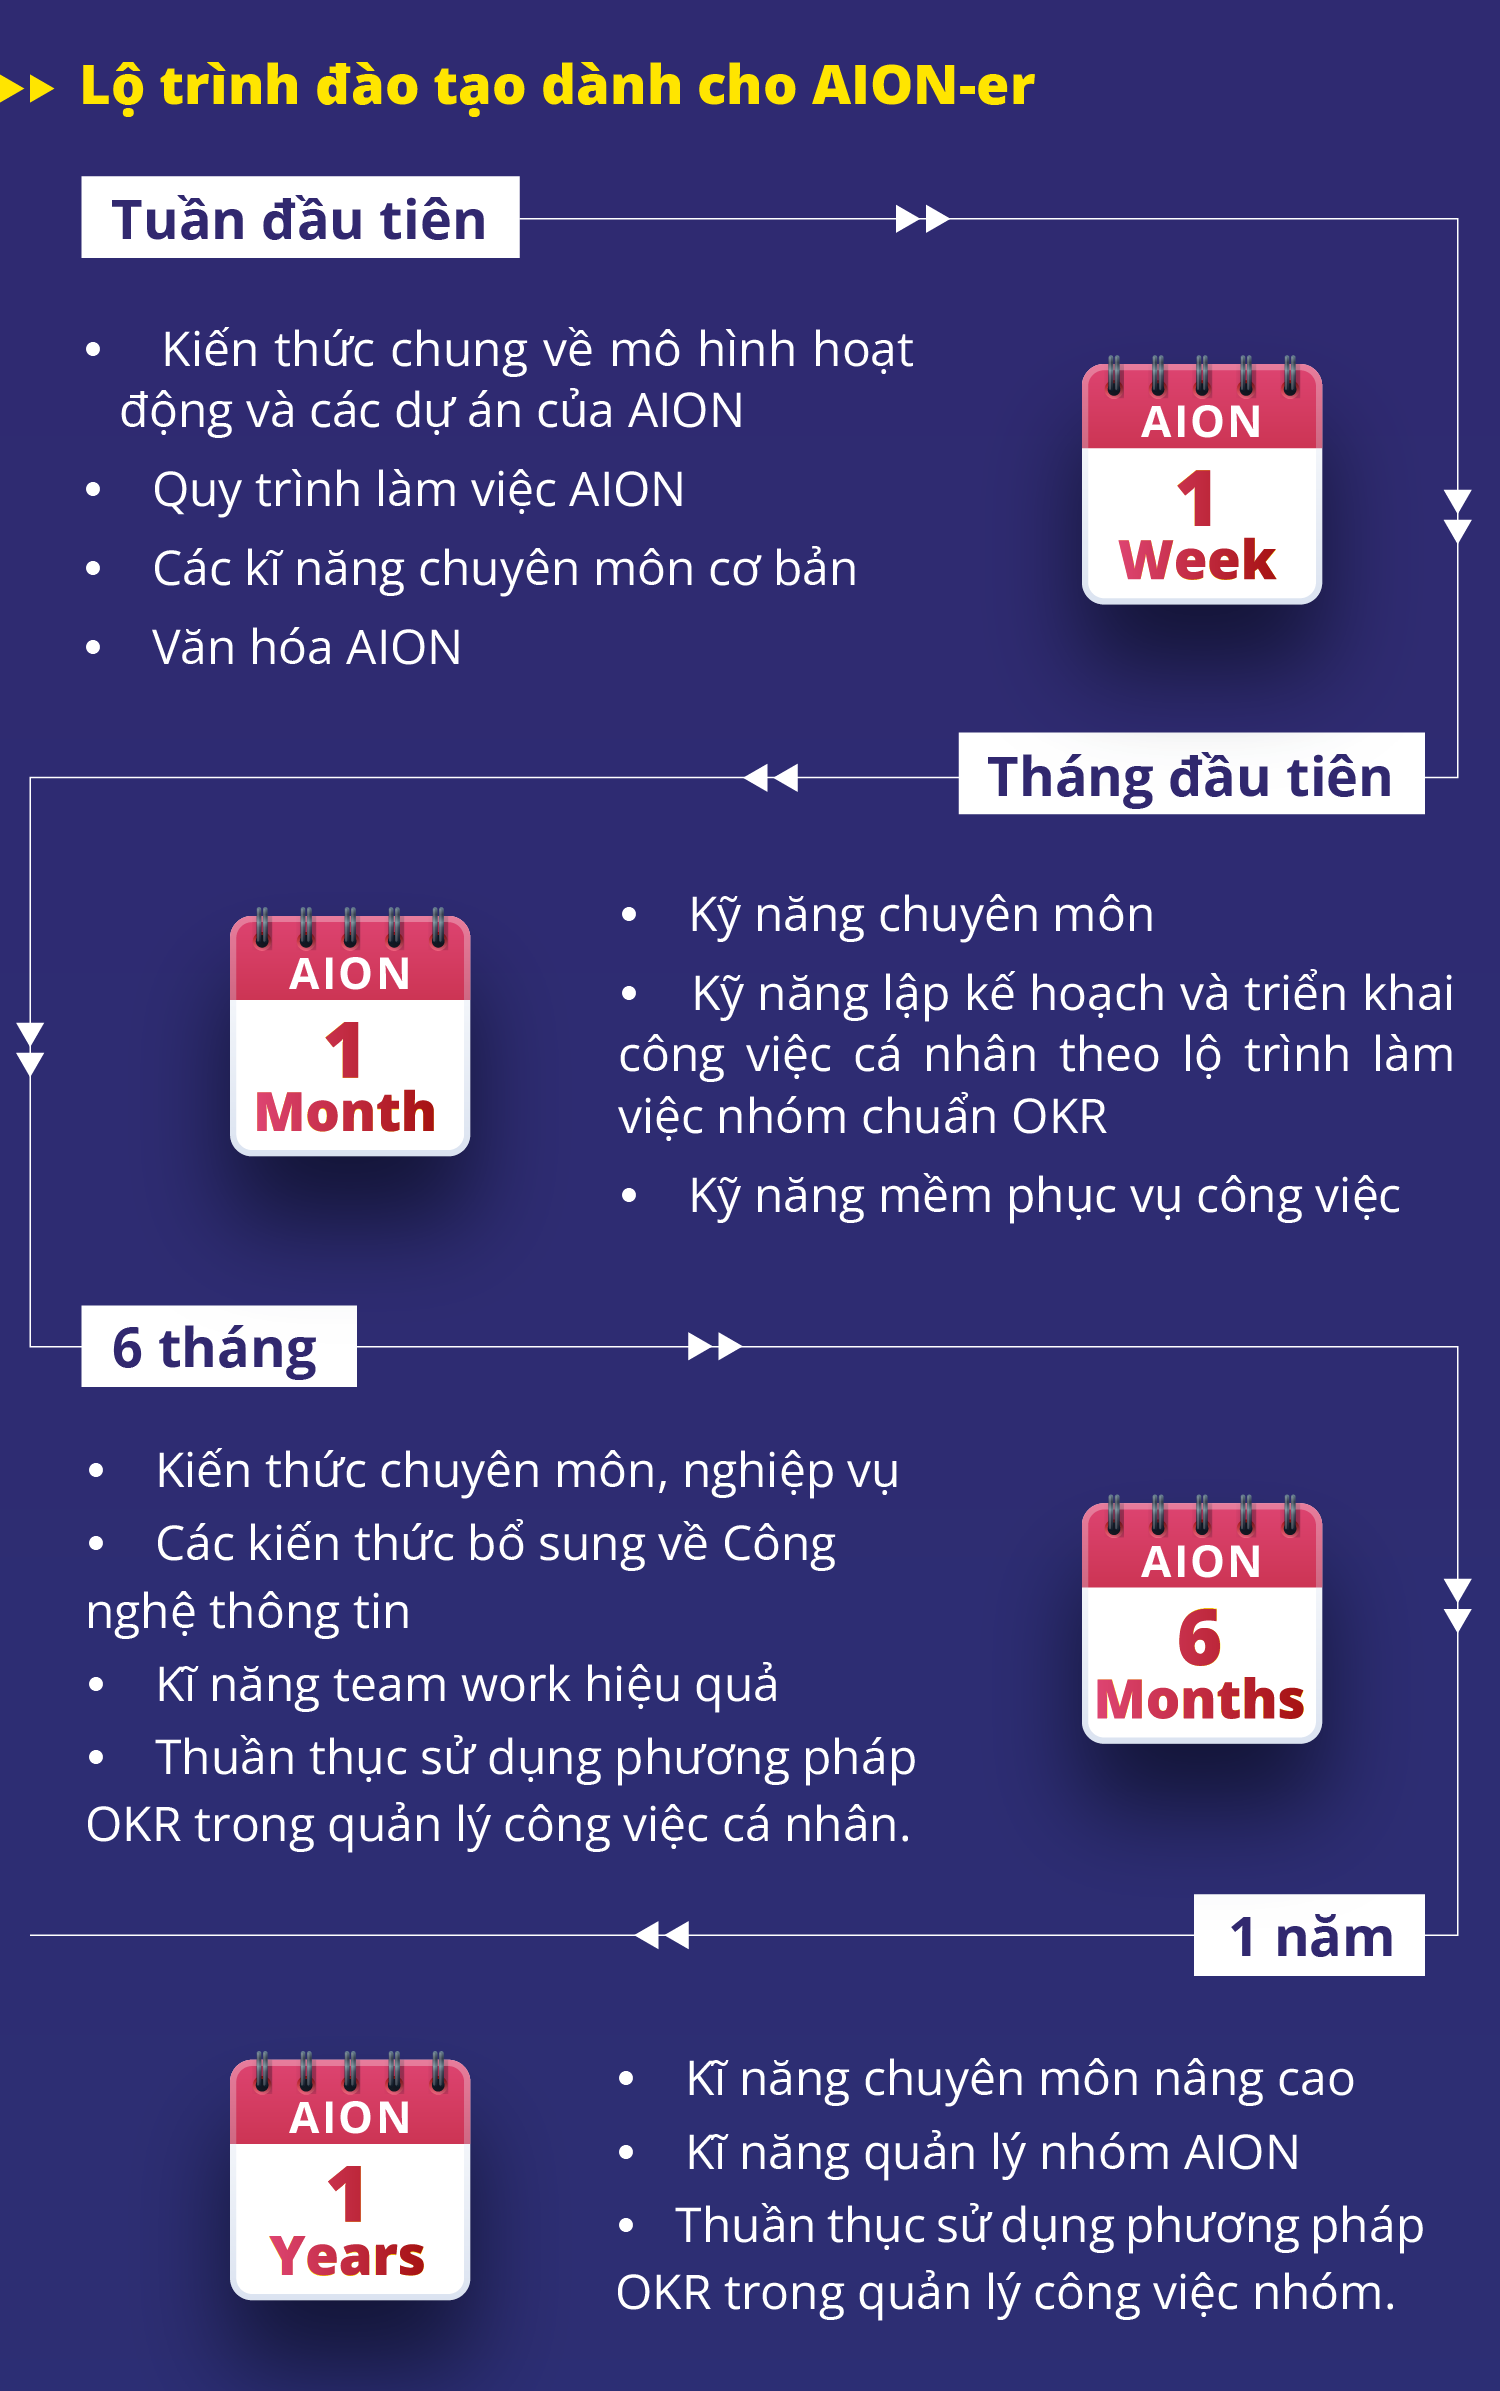 Lộ trình đào tạo dành cho AION-er
Tuần đầu tiên
• Kiến thức chung về mô hình hoạt
động và các dự án của AION
• Quy trình làm việc AION
• Các kĩ năng chuyên môn cơ bản
• Văn hóa AION
AION
1
Week
Tháng đầu tiên
AION
1
Month
• Kỹ năng chuyên môn
• Kỹ năng lập kế hoạch và triển khai
công việc cá nhân theo lộ trình làm
việc nhóm chuẩn OKR
• Kỹ năng mềm phục vụ công việc
6 tháng
• Kiến thức chuyên môn, nghiệp vụ
• Các kiến thức bổ sung về Công
nghệ thông tin
• Kĩ năng team work hiệu quả
• Thuần thục sử dụng phương pháp
OKR trong quản lý công việc cá nhân.
AION
6
Months
1 năm
AION
1
Years
• Kĩ năng chuyên môn nâng cao
• Kĩ năng quản lý nhóm AION
• Thuần thục sử dụng phương pháp
OKR trong quản lý công việc nhóm.